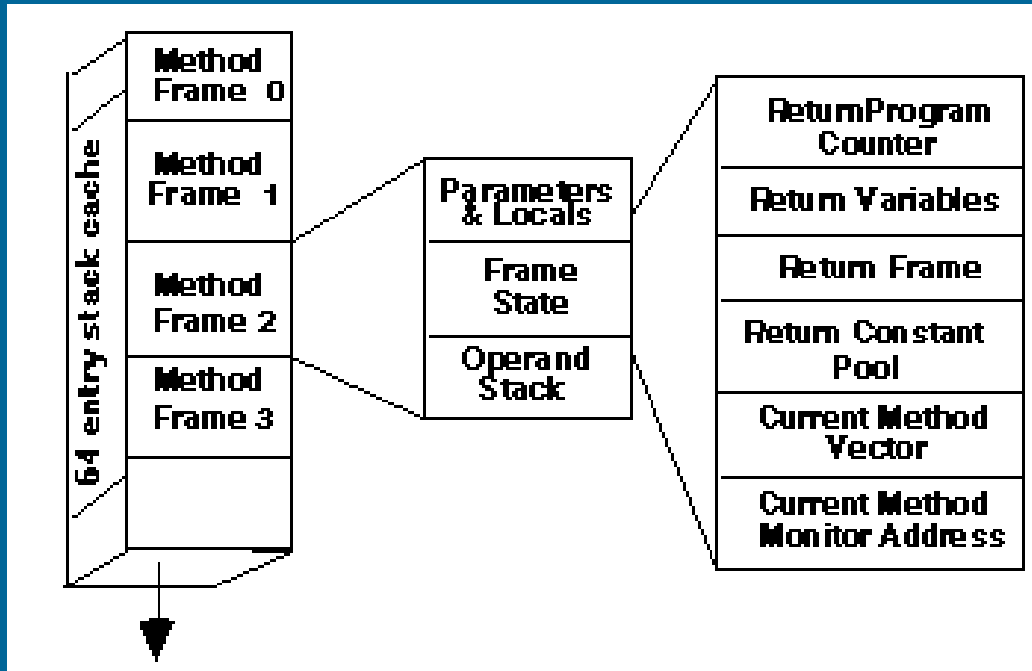 64 entry stack cache
Method
Frame 0
Method
Frame 1
Method
Frame 2
Method
Frame 3
Parameters
& Locals
Frame
State
Operand
Stack
ReturnProgram
Counter
Return Variables
Return Frame
Return Constant
Pool
Current Method
Vector
Current Method
Monitor Address